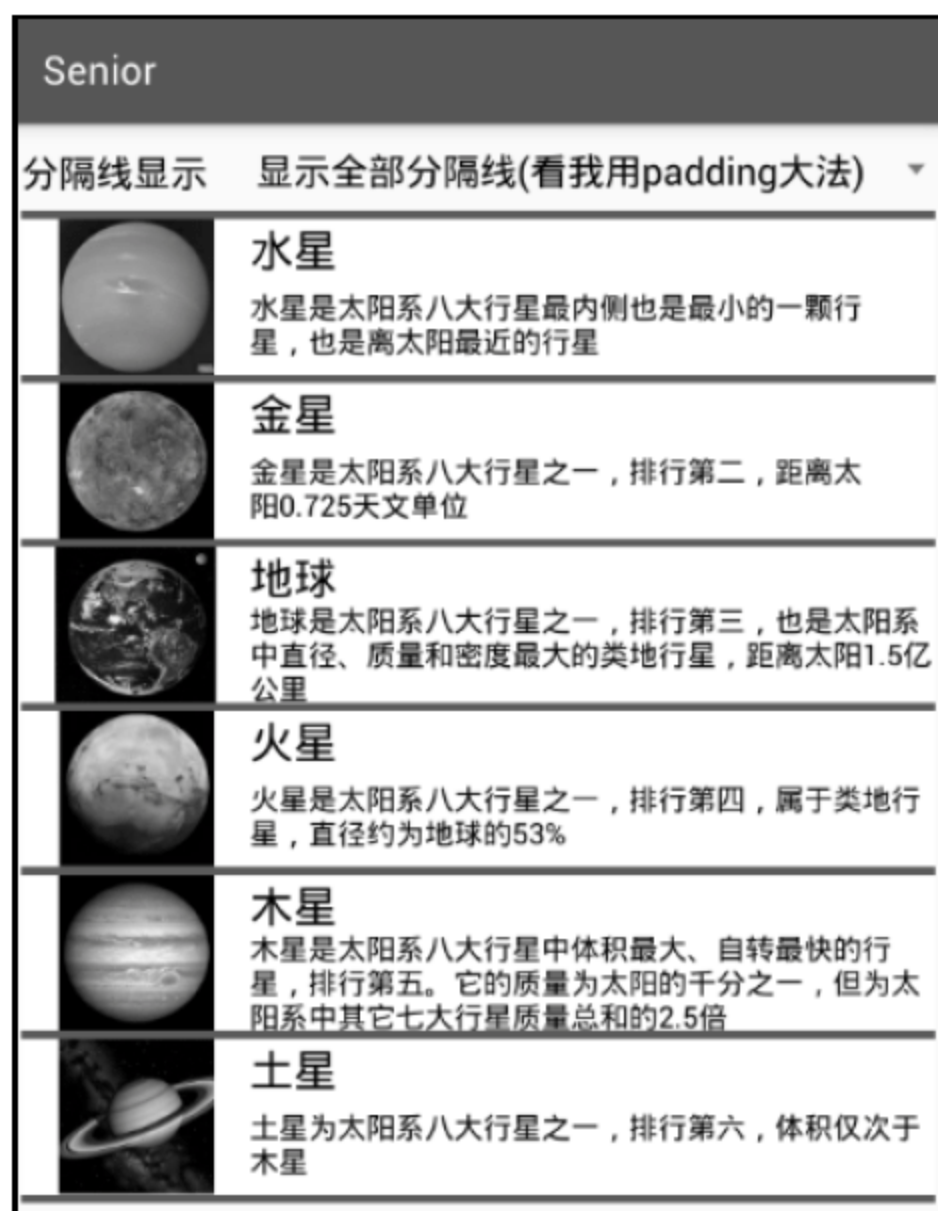 Senior
分隔线显示 显示全部分隔线(看我用padding大法)
水星
水星是太阳系八大行星最内侧也是最小的一颗行
星，也是离太阳最近的行星
金星
金星是太阳系八大行星之一，排行第二，距离太
阳0.725天文单位
地球
地球是太阳系八大行星之一，排行第三，也是太阳系
中直径、质量和密度最大的类地行星，距离太阳1.5亿
公里
火星
火星是太阳系八大行星之一，排行第四，属于类地行
星，直径约为地球的53%
木星
木星是太阳系八大行星中体积最大、自转最快的行
星，排行第五。它的质量为太阳的千分之一，但为太
阳系中其它七大行星质量总和的2.5倍
土星
土星为太阳系八大行星之一，排行第六，体积仅次于
木星